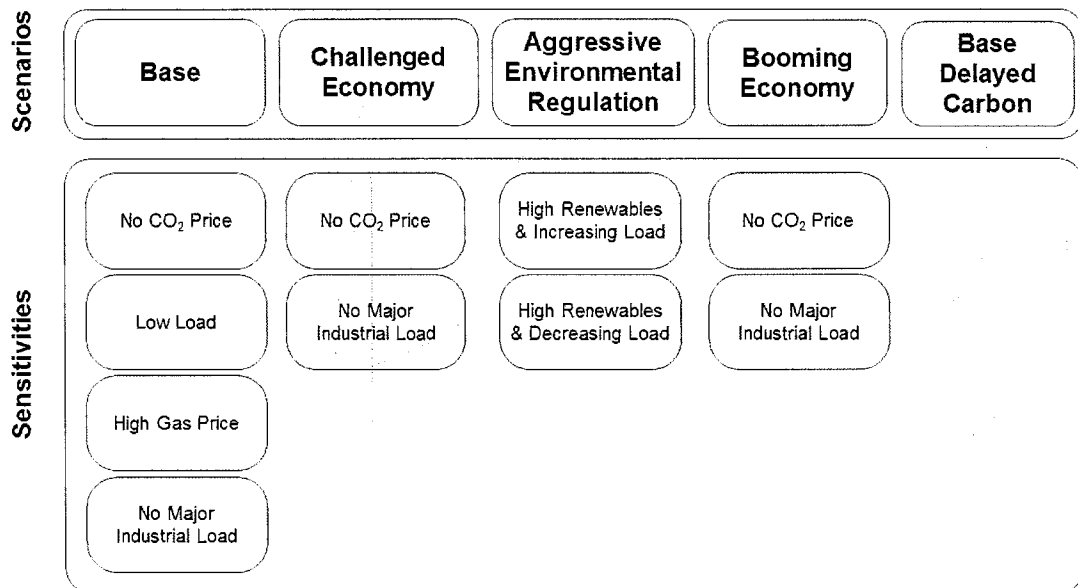 Scenarios
Base
Challenged
Economy
Aggressive
Environmental
Regulation
Booming
Economy
Base
Delayed
Carbon
Sensitivities
No CO₂ Price
Low Load
High Gas Price
No Major
Industrial Load
No CO₂ Price
No Major
Industrial Load
High Renewables
& Increasing Load
High Renewables
& Decreasing Load
No CO₂ Price
No Major
Industrial Load